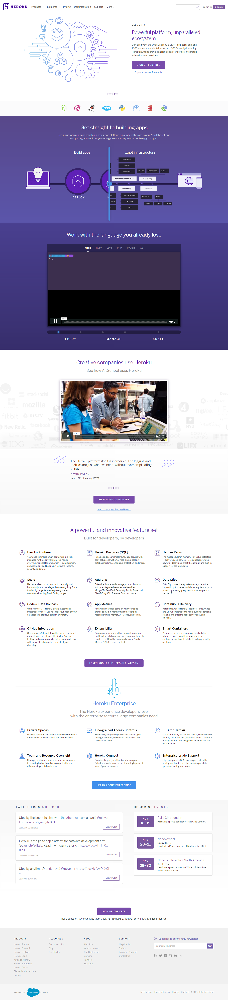 HEROKU
Products
Elements
Pricing
Documentation
Support
More
Log in or Sign up
ELEMENTS
Powerful platform, unparalleled
ecosystem
Don't reinvent the wheel. Heroku's 150+ third-party add-ons,
1000+ open source buildpacks, and 3000+ ready-to-deploy
Heroku Buttons provides a rich ecosystem of pre-integrated
extensions and services.
SIGN UP FOR FREE
Explore Heroku Elements
php
Get straight to building apps
Setting up, operating and maintaining your own platform is not where the race is won. Avoid the risk and
complexity, and dedicate your energy to what really matters: building great apps.
Build apps
...not infrastructure
Kubernetes
Swarm
Marathon
Uptime
Performance
Exception
Container Orchestration
Monitoring
Networking
Logging
Load Balancing
Distributed
Unified
Routing
DNS
DEPLOY
Work with the language you already love
Node
Ruby
Java
PHP
Python
Go
00:00
HD
DEPLOY
MANAGE
SCALE
Creative companies use Heroku
See how AltSchool uses Heroku
stacksocial
mozilla
fitbit
IRIS.TV
New Relic.
IDG
NYU
LIFX
apartment
02:38
HD
The Heroku platform itself is incredible. The logging and
metrics are just what we need, without overcomplicating
things.
DEVIN FOLEY
Head of Engineering, IFTTT
VIEW MORE CUSTOMERS
Learn how agencies use Heroku
A powerful and innovative feature set
Built for developers, by developers
Heroku Runtime
Your apps run inside smart containers in a fully
managed runtime environment, we handle
everything critical for production — configuration,
orchestration, load balancing, failovers, logging,
security, and more.
Heroku Postgres (SQL)
Reliable and secure PostgreSQL as a service with
easy setup, encryption at rest, simple scaling,
database forking, continuous protection, and more.
Heroku Redis
The most popular in-memory, key-value datastore
— delivered as a service. Heroku Redis provides
powerful data types, great throughput, and built-in
support for top languages.
Scale
Heroku scales in an instant, both vertically and
horizontally. You can elegantly run everything from
tiny hobby projects to enterprise-grade e-
commerce handling Black Friday surges.
Add-ons
Extend, enhance, and manage your applications
with pre-integrated services like New Relic,
MongoDB, SendGrid, Searchify, Fastly, Papertrail,
ClearDB MySQL, Treasure Data, and more.
Data Clips
Data Clips make it easy to keep everyone in the
loop with up-to-the-second data insights from your
project by sharing query results via a simple and
secure URL.
Code & Data Rollback
Work fearlessly — Heroku's build system and
Postgres service let you roll back your code or your
database to a previous state in an instant.
App Metrics
Always know what's going on with your apps
thanks to built-in monitoring of throughput,
response times, memory, CPU load, and errors.
Continuous Delivery
Heroku Flow uses Heroku Pipelines, Review Apps
and GitHub Integration to make building, iterating,
staging, and shipping apps easy, visual, and
efficient.
GitHub Integration
Our seamless GitHub integration means every pull
request spins up a disposable Review App for
testing, and any repo can be set up to auto-deploy
with every GitHub push to a branch of your
choosing.
Extensibility
Customize your stack with a Heroku innovation:
Buildpacks. Build your own, or choose one from the
hundreds built by the community to run Gradle,
Meteor, NGINX — even Haskell.
Smart Containers
Your apps run in smart containers called dynos,
where the system and language stacks are
continually monitored, patched, and upgraded by
our team.
LEARN ABOUT THE HEROKU PLATFORM
Heroku Enterprise
The Heroku experience developers love,
with the enterprise features large companies need
Private Spaces
Network isolated, dedicated runtime environments
for enhanced privacy, power, and performance.
Fine-grained Access Controls
Seamlessly integrated permissions sets to give
managers control, and ensures users have the
access they need.
SSO for Heroku
Use your Identity Provider of choice, like Salesforce
Identity, Okta, PingOne, Microsoft Active Directory,
or PingFederate to manage developer access and
authorization.
Team and Resource Oversight
Manage your teams, resources, and performance
from a single dashboard across applications in
different stages of development.
Heroku Connect
Seamlessly sync your Heroku data into your
Salesforce systems of record, for a single point of
view of your customers.
Enterprise-grade Support
Highly responsive SLAs, plus expert help with
scaling, application architecture design, white-
glove onboarding, and more.
LEARN ABOUT ENTERPRISE
TWEETS FROM @HEROKU
Stop by the booth to chat with the #heroku team as well! #reInven
t https://t.co/gww1glyJkH
02:46 AM - 13 Nov 2016
View Tweet
Heroku is the go-to app platform for software development firm
@LaunchPadLab. Read their agency story:... https://t.co/HHIn0x
uia4
01:00 AM - 12 Nov 2016
View Tweet
Stop by anytime @tenderlove! #rubyconf https://t.co/kJVwOeXGi
e
10:29 AM - 11 Nov 2016
View Tweet
UPCOMING EVENTS
NOV
18–19
Rails Girls London
Heroku is a proud sponsor of Rails Girls London.
NOV
20–21
Nodevember
Nashville, TN
Heroku is a Proud Sponsor of Nodevember 2016
NOV
29–30
Node.js Interactive North America
Austin, Texas
Heroku is a proud sponsor of Node.js Interactive
North America 2016.
SIGN UP FOR FREE
Have a question? Give our sales team a call. +1 (866) 278-1349 (US) or +44 800 808-5158 (non-US).
PRODUCTS
Heroku Platform
Heroku Connect
Heroku Postgres
Heroku Redis
Kafka on Heroku
Heroku Enterprise
Heroku Teams
Elements Marketplace
Pricing
RESOURCES
Documentation
Blog
Get Started
ABOUT
About Us
What is Heroku
Our Customers
Careers
Partners
Elements
SUPPORT
Help Center
Status
Premium Support
Contact Us
Subscribe to our monthly newsletter
Your email address
GO
HEROKU IS A salesforce COMPANY
heroku.com
Terms of Service
Privacy
Cookies
© 2016 Salesforce.com